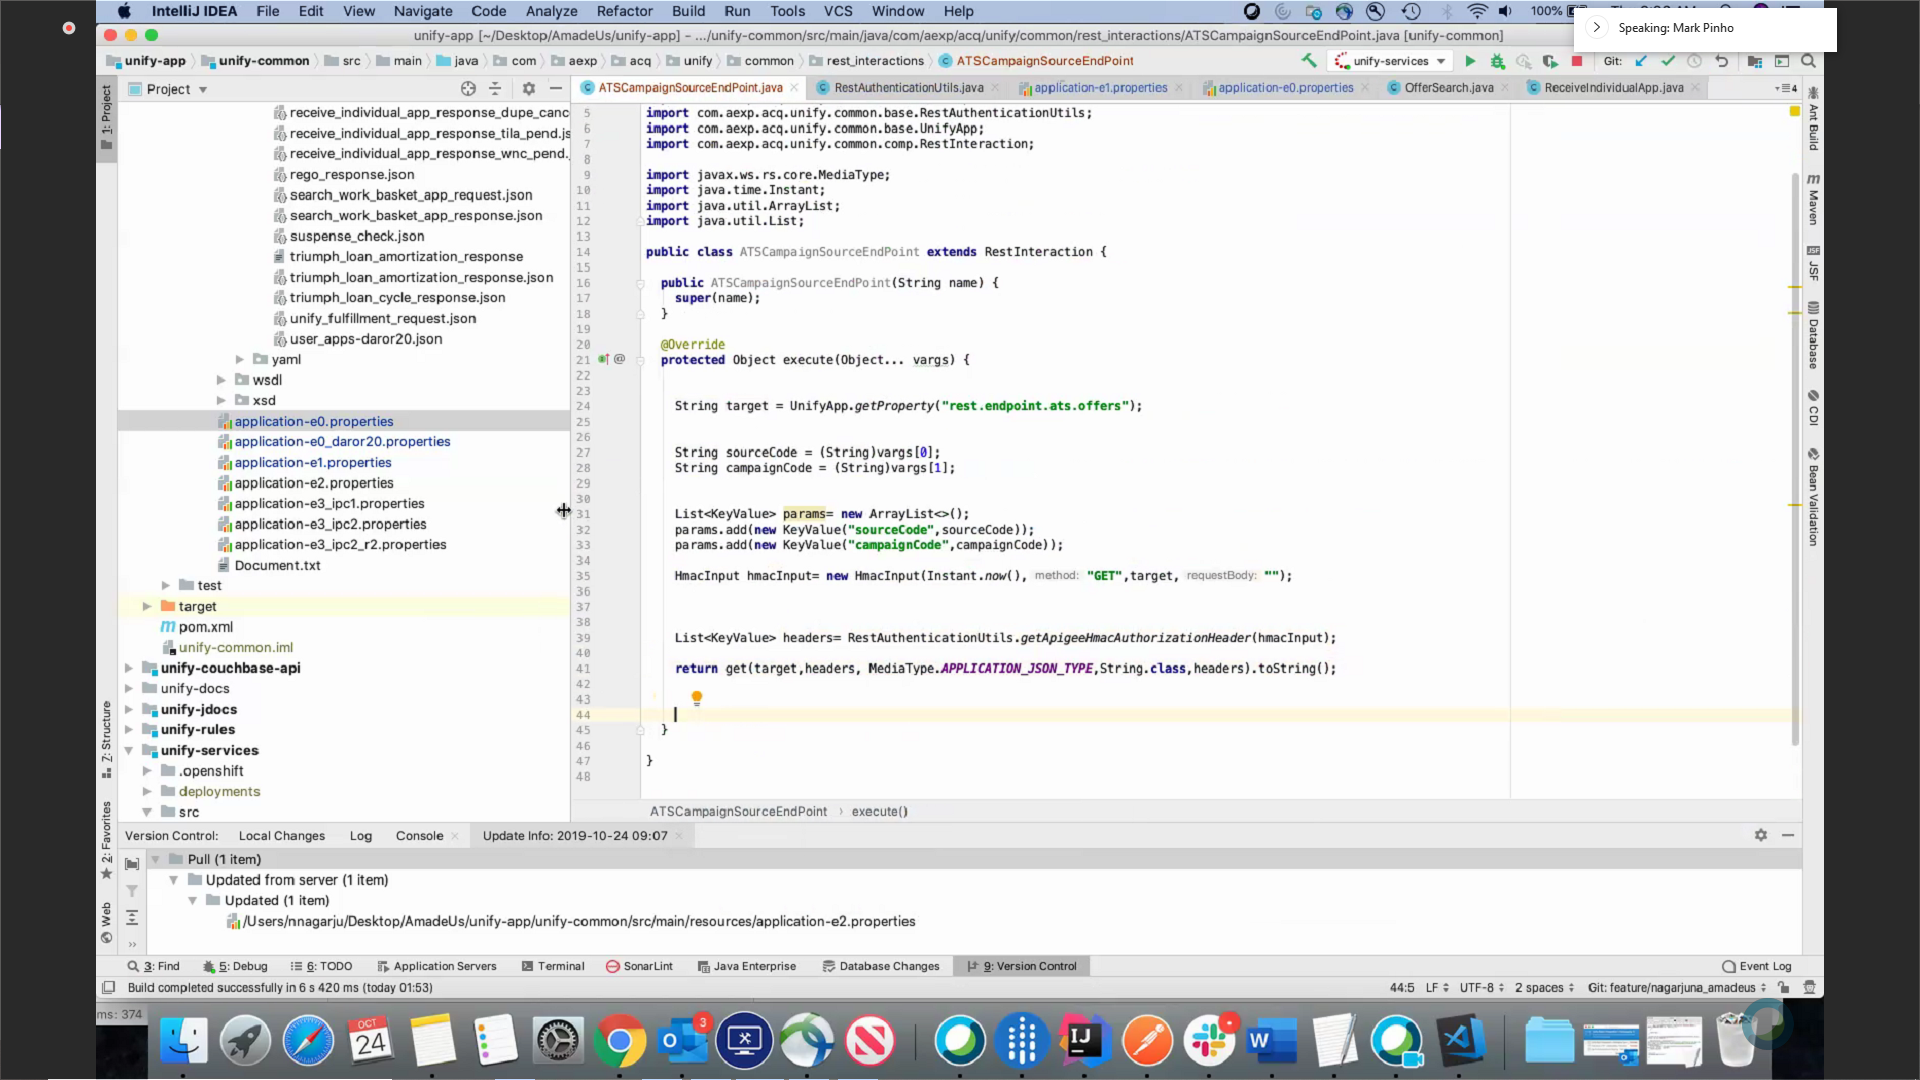 IntelliJ IDEA File Edit View Navigate Code Analyze Refactor Build Run Tools VCS Window Help 100%
Speaking: Mark Pinho
unify-app [~/Desktop/AmadeUs/unify-app] – .../unify-common/src/main/java/com/aexp/acq/unify/common/rest_interactions/ATSCampaignSourceEndPoint.java [unify-common]
unify-app unify-common src main java com aexp acq unify common rest_interactions ATSCampaignSourceEndPoint unify-services Git:
Project
ATSCampaignSourceEndPoint.java RestAuthenticationUtils.java application-e1.properties application-e0.properties OfferSearch.java ReceiveIndividualApp.java
1: Project
Z: Structure
2: Favorites
Web
receive_individual_app_response_dupe_canc
receive_individual_app_response_tila_pend.js
receive_individual_app_response_wnc_pend.
rego_response.json
search_work_basket_app_request.json
search_work_basket_app_response.json
suspense_check.json
triumph_loan_amortization_response
triumph_loan_amortization_response.json
triumph_loan_cycle_response.json
unify_fulfillment_request.json
user_apps-daror20.json
yaml
wsdl
xsd
application-e0.properties
application-e0_daror20.properties
application-e1.properties
application-e2.properties
application-e3_ipc1.properties
application-e3_ipc2.properties
application-e3_ipc2_r2.properties
Document.txt
test
target
pom.xml
unify-common.iml
unify-couchbase-api
unify-docs
unify-jdocs
unify-rules
unify-services
.openshift
deployments
src
5 import com.aexp.acq.unify.common.base.RestAuthenticationUtils;
6 import com.aexp.acq.unify.common.base.UnifyApp;
7 import com.aexp.acq.unify.common.comp.RestInteraction;
8
9 import javax.ws.rs.core.MediaType;
10 import java.time.Instant;
11 import java.util.ArrayList;
12 import java.util.List;
13
14 public class ATSCampaignSourceEndPoint extends RestInteraction {
15
16 public ATSCampaignSourceEndPoint(String name) {
17 super(name);
18 }
19
20 @Override
21 protected Object execute(Object... vargs) {
22
23
24 String target = UnifyApp.getProperty("rest.endpoint.ats.offers");
25
26
27 String sourceCode = (String)vargs[0];
28 String campaignCode = (String)vargs[1];
29
30
31 List<KeyValue> params= new ArrayList<>();
32 params.add(new KeyValue("sourceCode",sourceCode));
33 params.add(new KeyValue("campaignCode",campaignCode));
34
35 HmacInput hmacInput= new HmacInput(Instant.now(), method: "GET",target, requestBody: "");
36
37
38
39 List<KeyValue> headers= RestAuthenticationUtils.getApigeeHmacAuthorizationHeader(hmacInput);
40
41 return get(target,headers, MediaType.APPLICATION_JSON_TYPE,String.class,headers).toString();
42
43
44
45 }
46
47 }
48
ATSCampaignSourceEndPoint › execute()
Ant Build
Maven
JSF
Database
CDI
Bean Validation
Version Control: Local Changes Log Console Update Info: 2019-10-24 09:07
Pull (1 item)
Updated from server (1 item)
Updated (1 item)
/Users/nnagarju/Desktop/AmadeUs/unify-app/unify-common/src/main/resources/application-e2.properties
3: Find 5: Debug 6: TODO Application Servers Terminal SonarLint Java Enterprise Database Changes 9: Version Control Event Log
Build completed successfully in 6 s 420 ms (today 01:53) 44:5 LF UTF-8 2 spaces Git: feature/nagarjuna_amadeus
ms: 374
OCT
24
3